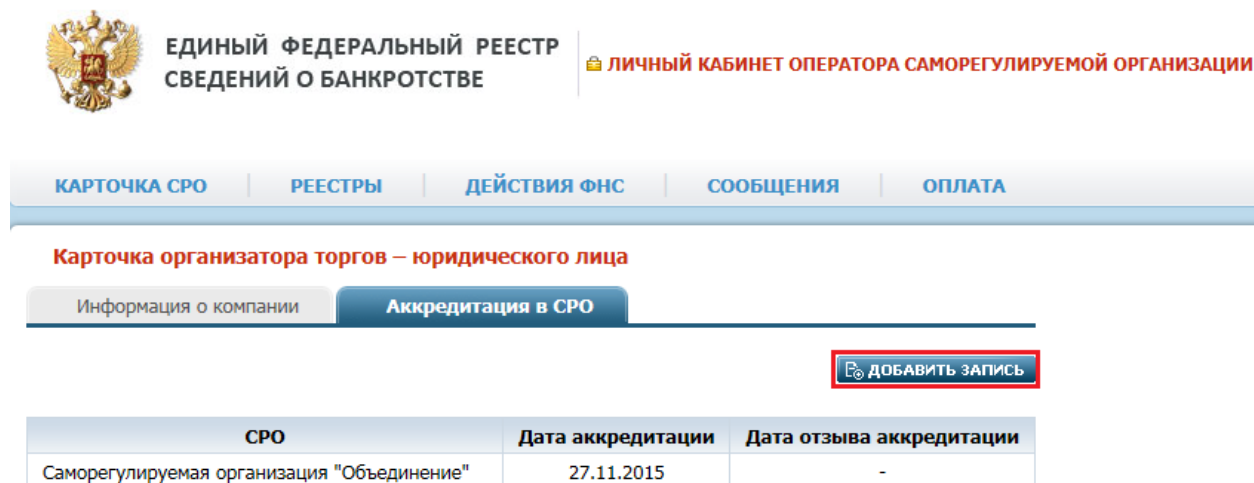 ЕДИНЫЙ ФЕДЕРАЛЬНЫЙ РЕЕСТР
СВЕДЕНИЙ О БАНКРОТСТВЕ
ЛИЧНЫЙ КАБИНЕТ ОПЕРАТОРА САМОРЕГУЛИРУЕМОЙ ОРГАНИЗАЦИИ
КАРТОЧКА СРО РЕЕСТРЫ ДЕЙСТВИЯ ФНС СООБЩЕНИЯ ОПЛАТА
Карточка организатора торгов – юридического лица
Информация о компании Аккредитация в СРО
ДОБАВИТЬ ЗАПИСЬ
СРО Дата аккредитации Дата отзыва аккредитации
Саморегулируемая организация "Объединение" 27.11.2015 -